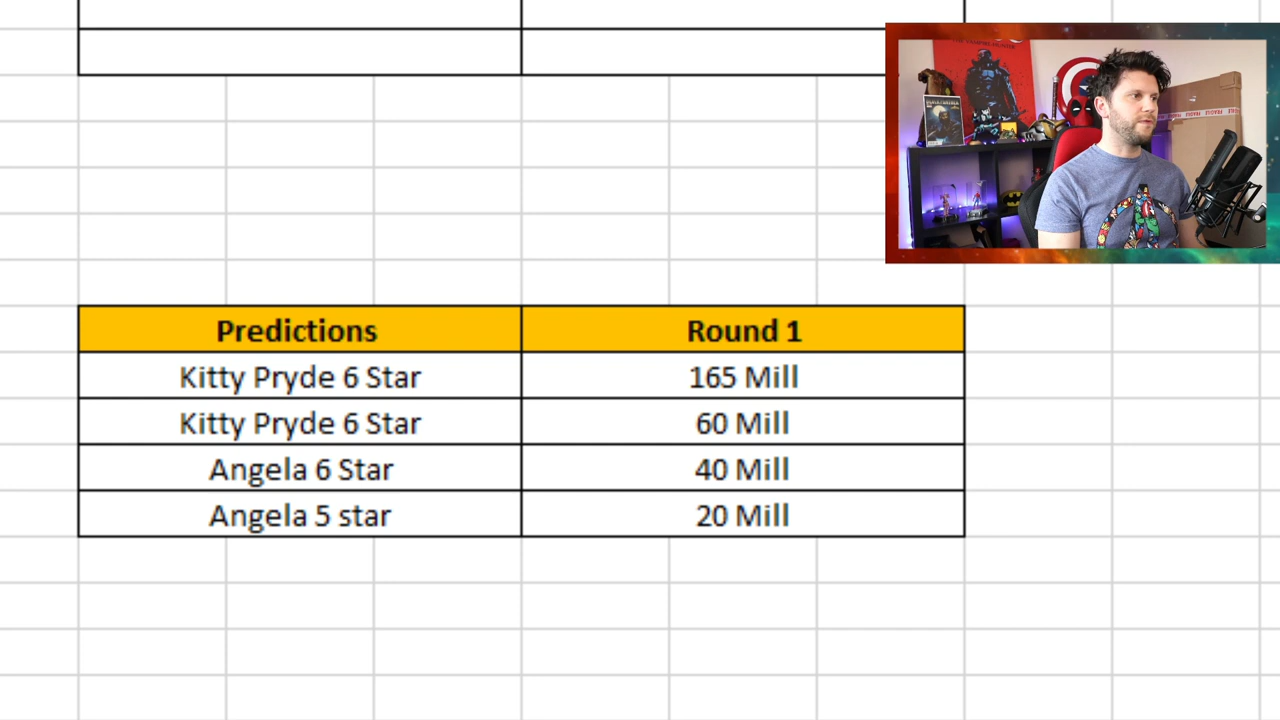 Predictions Round 1
Kitty Pryde 6 Star 165 Mill
Kitty Pryde 6 Star 60 Mill
Angela 6 Star 40 Mill
Angela 5 star 20 Mill